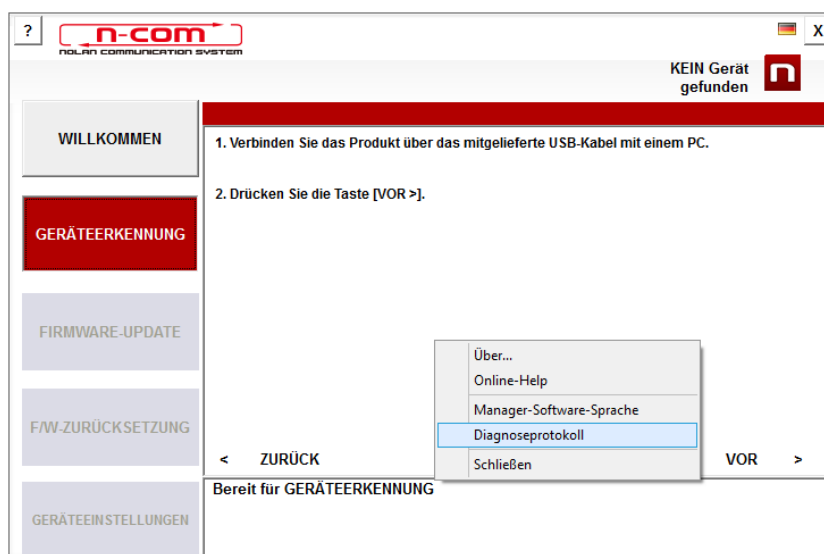 ?
n-com
NOLAN COMMUNICATION SYSTEM
X
KEIN Gerät
gefunden
n
WILLKOMMEN
GERÄTEERKENNUNG
FIRMWARE-UPDATE
F/W-ZURÜCKSETZUNG
GERÄTEEINSTELLUNGEN
1. Verbinden Sie das Produkt über das mitgelieferte USB-Kabel mit einem PC.
2. Drücken Sie die Taste [VOR >].
Über...
Online-Help
Manager-Software-Sprache
Diagnoseprotokoll
Schließen
< ZURÜCK
VOR >
Bereit für GERÄTEERKENNUNG